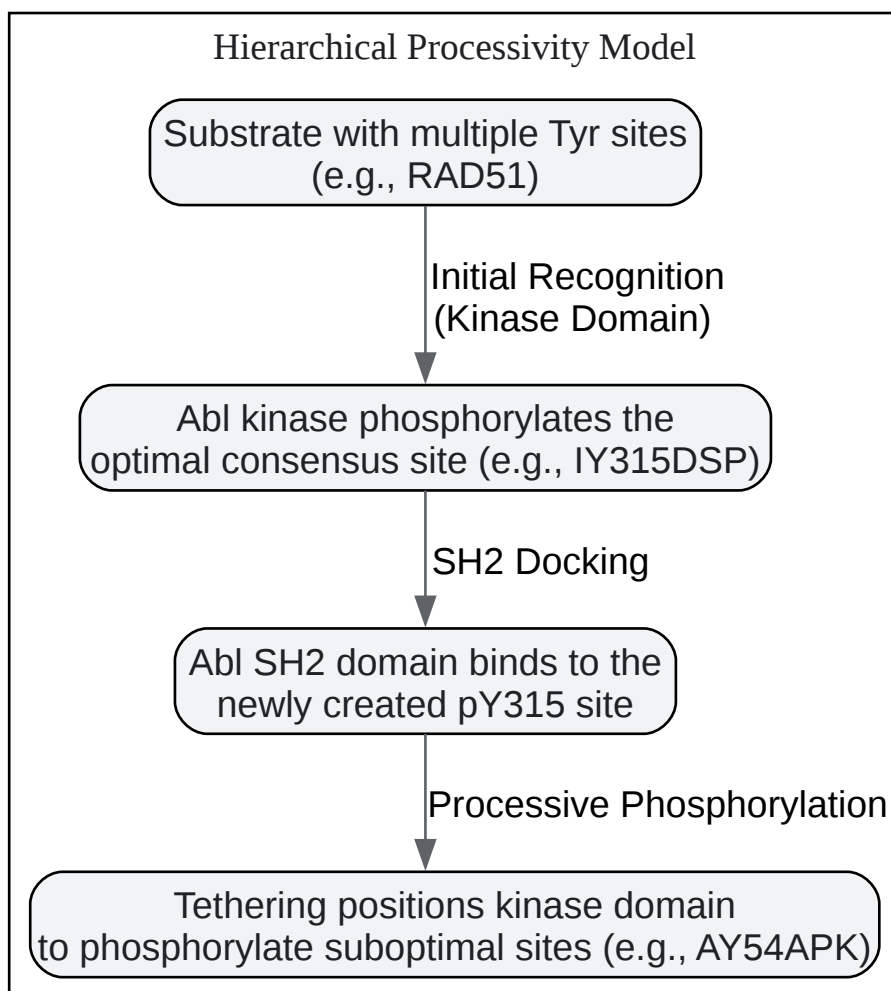 Hierarchical Processivity Model
Substrate with multiple Tyr sites
(e.g., RAD51)
Initial Recognition
(Kinase Domain)
Abl kinase phosphorylates the
optimal consensus site (e.g., IY315DSP)
SH2 Docking
Abl SH2 domain binds to the
newly created pY315 site
Processive Phosphorylation
Tethering positions kinase domain
to phosphorylate suboptimal sites (e.g., AY54APK)